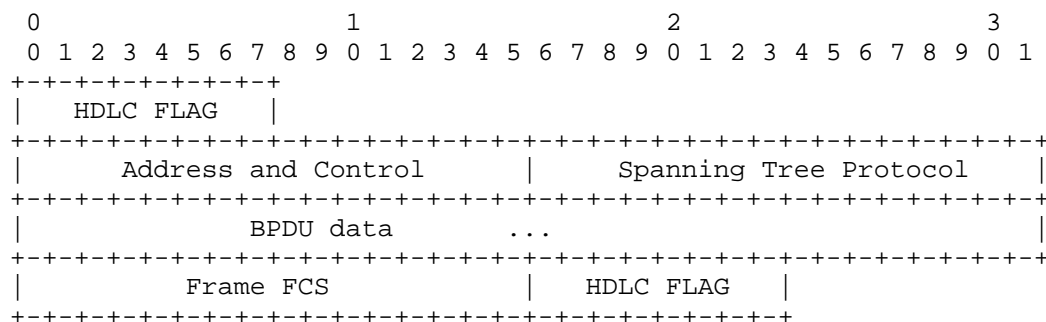 0                   1                   2                   3
 0 1 2 3 4 5 6 7 8 9 0 1 2 3 4 5 6 7 8 9 0 1 2 3 4 5 6 7 8 9 0 1
+-+-+-+-+-+-+-+-+
|   HDLC FLAG   |
+-+-+-+-+-+-+-+-+-+-+-+-+-+-+-+-+-+-+-+-+-+-+-+-+-+-+-+-+-+-+-+-+
|      Address and Control      |     Spanning Tree Protocol    |
+-+-+-+-+-+-+-+-+-+-+-+-+-+-+-+-+-+-+-+-+-+-+-+-+-+-+-+-+-+-+-+-+
|              BPDU data       ...                              |
+-+-+-+-+-+-+-+-+-+-+-+-+-+-+-+-+-+-+-+-+-+-+-+-+-+-+-+-+-+-+-+-+
|          Frame FCS            |   HDLC FLAG   |
+-+-+-+-+-+-+-+-+-+-+-+-+-+-+-+-+-+-+-+-+-+-+-+-+